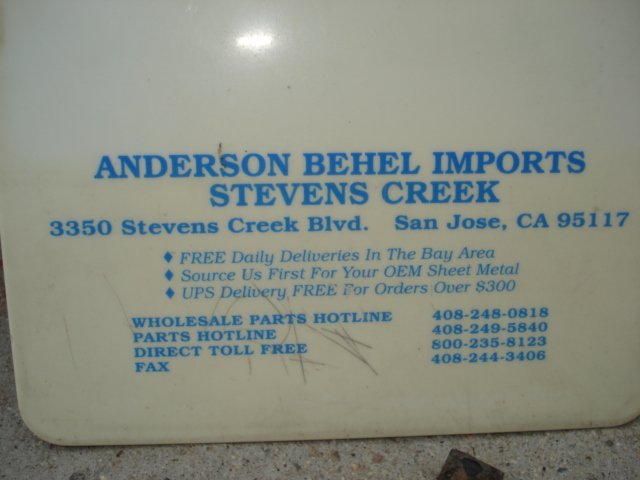 ANDERSON BEHEL IMPORTS
STEVENS CREEK
3350 Stevens Creek Blvd. San Jose, CA 95117
♦ FREE Daily Deliveries In The Bay Area
♦ Source Us First For Your OEM Sheet Metal
♦ UPS Delivery FREE For Orders Over $300
WHOLESALE PARTS HOTLINE 408-248-0818
PARTS HOTLINE 408-249-5840
DIRECT TOLL FREE 800-235-8123
FAX 408-244-3406